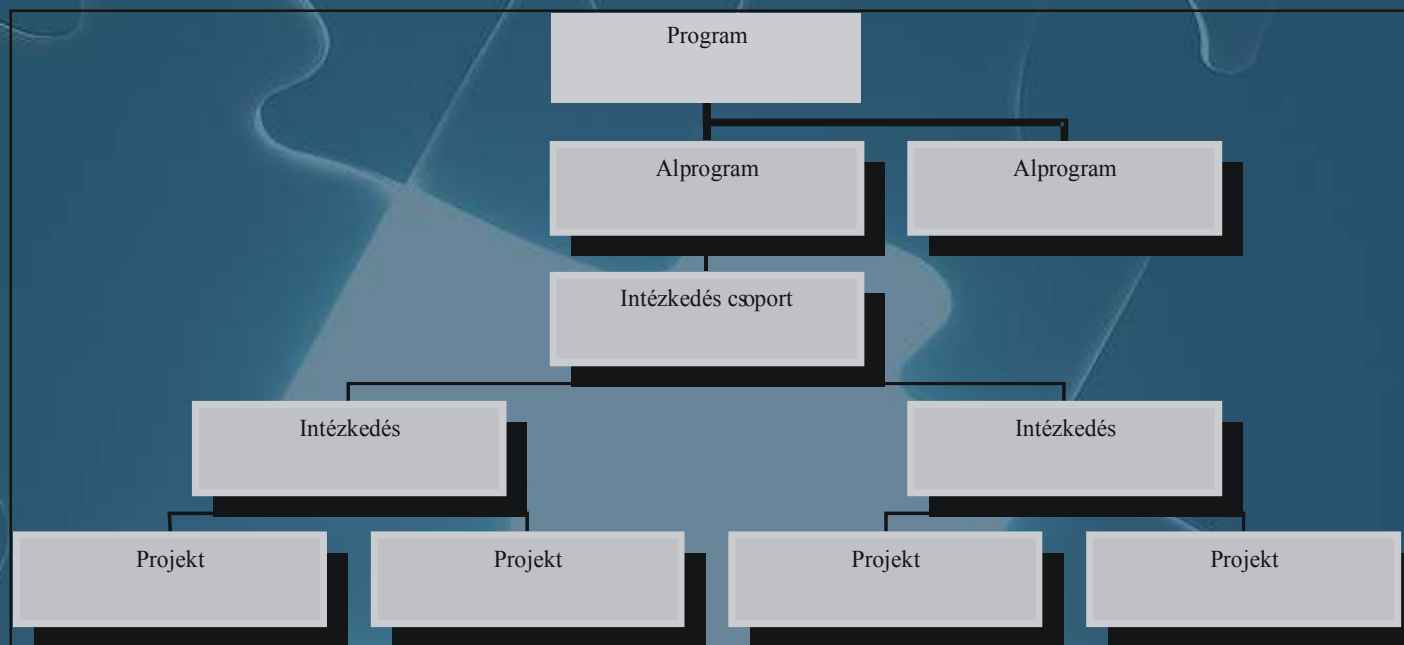 Program
Alprogram
Alprogram
Intézkedés csoport
Intézkedés
Intézkedés
Projekt
Projekt
Projekt
Projekt